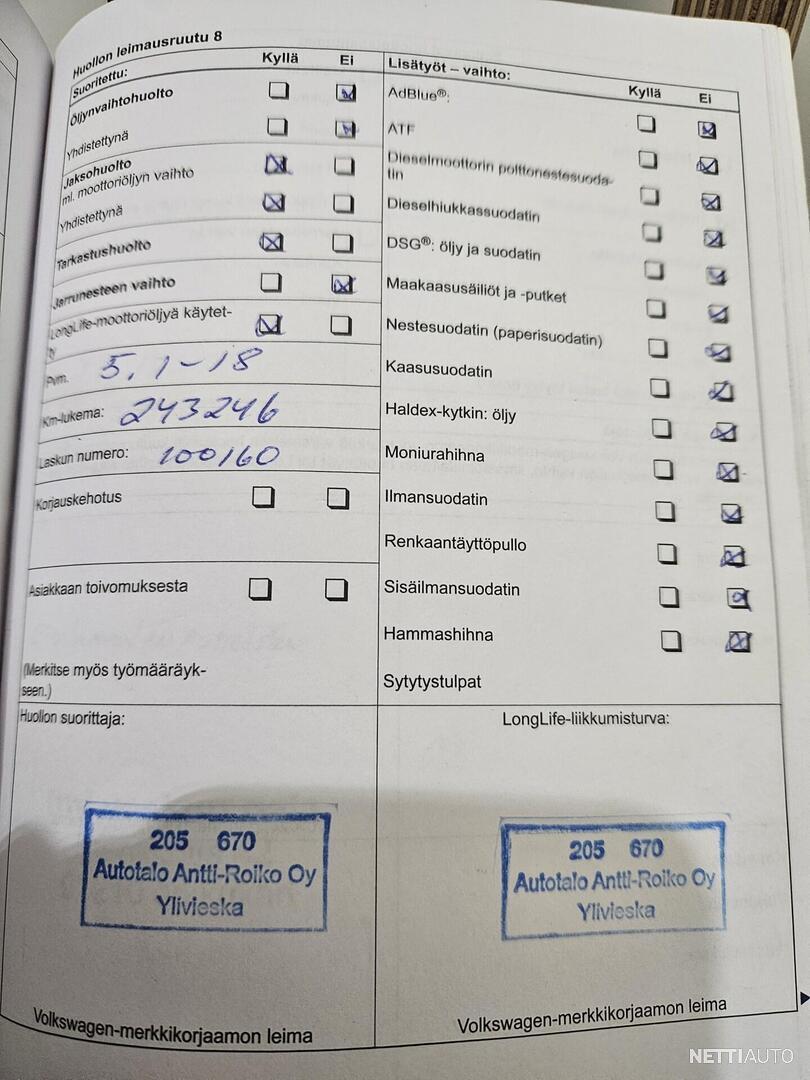 Huollon leimausruutu 8
Suoritettu: Kyllä Ei
Öljynvaihtohuolto
Yhdistettynä
Jaksohuolto
ml. moottoriöljyn vaihto
Yhdistettynä
Tarkastushuolto
Jarrunesteen vaihto
LongLife-moottoriöljyä käytet-
ty
Pvm. 5.1-18
Km-lukema: 243246
Laskun numero: 100160
Korjauskehotus
Asiakkaan toivomuksesta
(Merkitse myös työmääräyk-
seen.)
Lisätyöt – vaihto: Kyllä Ei
AdBlue®:
ATF
Dieselmoottorin polttonestesuoda-
tin
Dieselhiukkassuodatin
DSG®: öljy ja suodatin
Maakaasusäiliöt ja -putket
Nestesuodatin (paperisuodatin)
Kaasusuodatin
Haldex-kytkin: öljy
Moniurahihna
Ilmansuodatin
Renkaantäyttöpullo
Sisäilmansuodatin
Hammashihna
Sytytystulpat
Huollon suorittaja:
205 670
Autotalo Antti-Roiko Oy
Ylivieska
Volkswagen-merkkikorjaamon leima
LongLife-liikkumisturva:
205 670
Autotalo Antti-Roiko Oy
Ylivieska
Volkswagen-merkkikorjaamon leima
NETTIAUTO